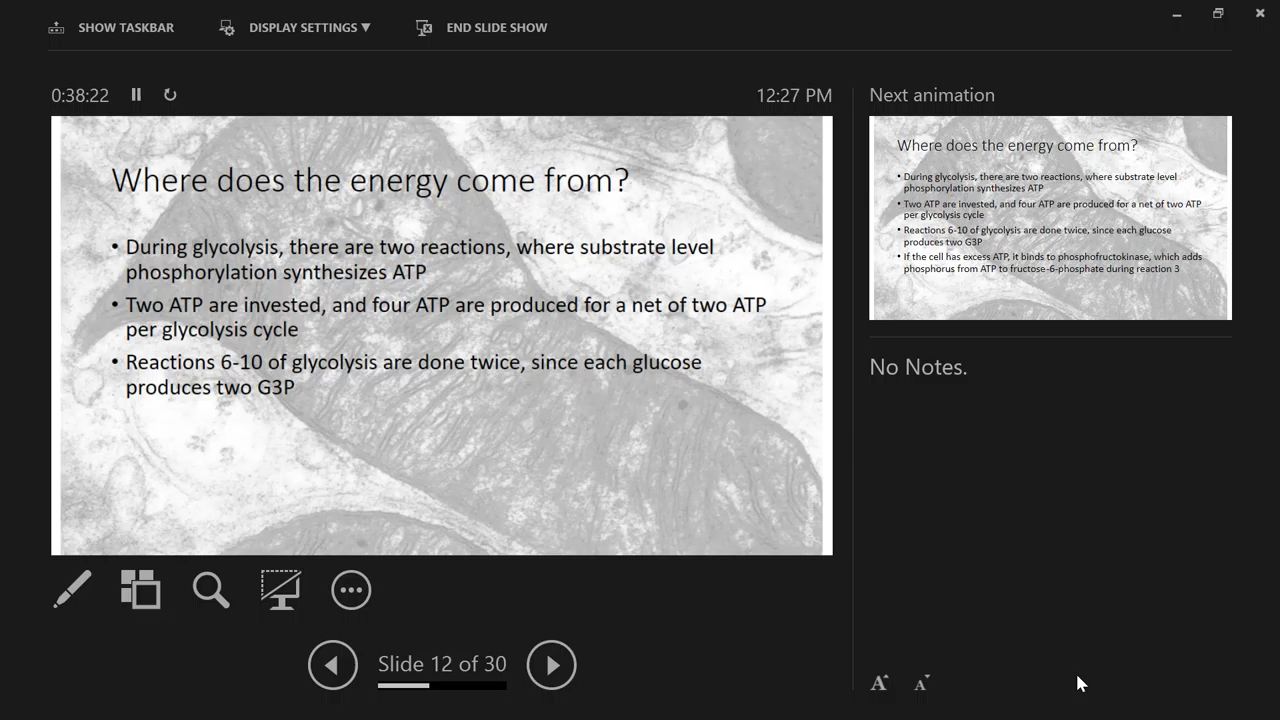 SHOW TASKBAR
DISPLAY SETTINGS ▼
END SLIDE SHOW
0:38:22
12:27 PM
Where does the energy come from?
• During glycolysis, there are two reactions, where substrate level
phosphorylation synthesizes ATP
• Two ATP are invested, and four ATP are produced for a net of two ATP
per glycolysis cycle
• Reactions 6-10 of glycolysis are done twice, since each glucose
produces two G3P
Slide 12 of 30
Next animation
Where does the energy come from?
• During glycolysis, there are two reactions, where substrate level
phosphorylation synthesizes ATP
• Two ATP are invested, and four ATP are produced for a net of two ATP
per glycolysis cycle
• Reactions 6-10 of glycolysis are done twice, since each glucose
produces two G3P
• If the cell has excess ATP, it binds to phosphofructokinase, which adds
phosphorus from ATP to fructose-6-phosphate during reaction 3
No Notes.
A A